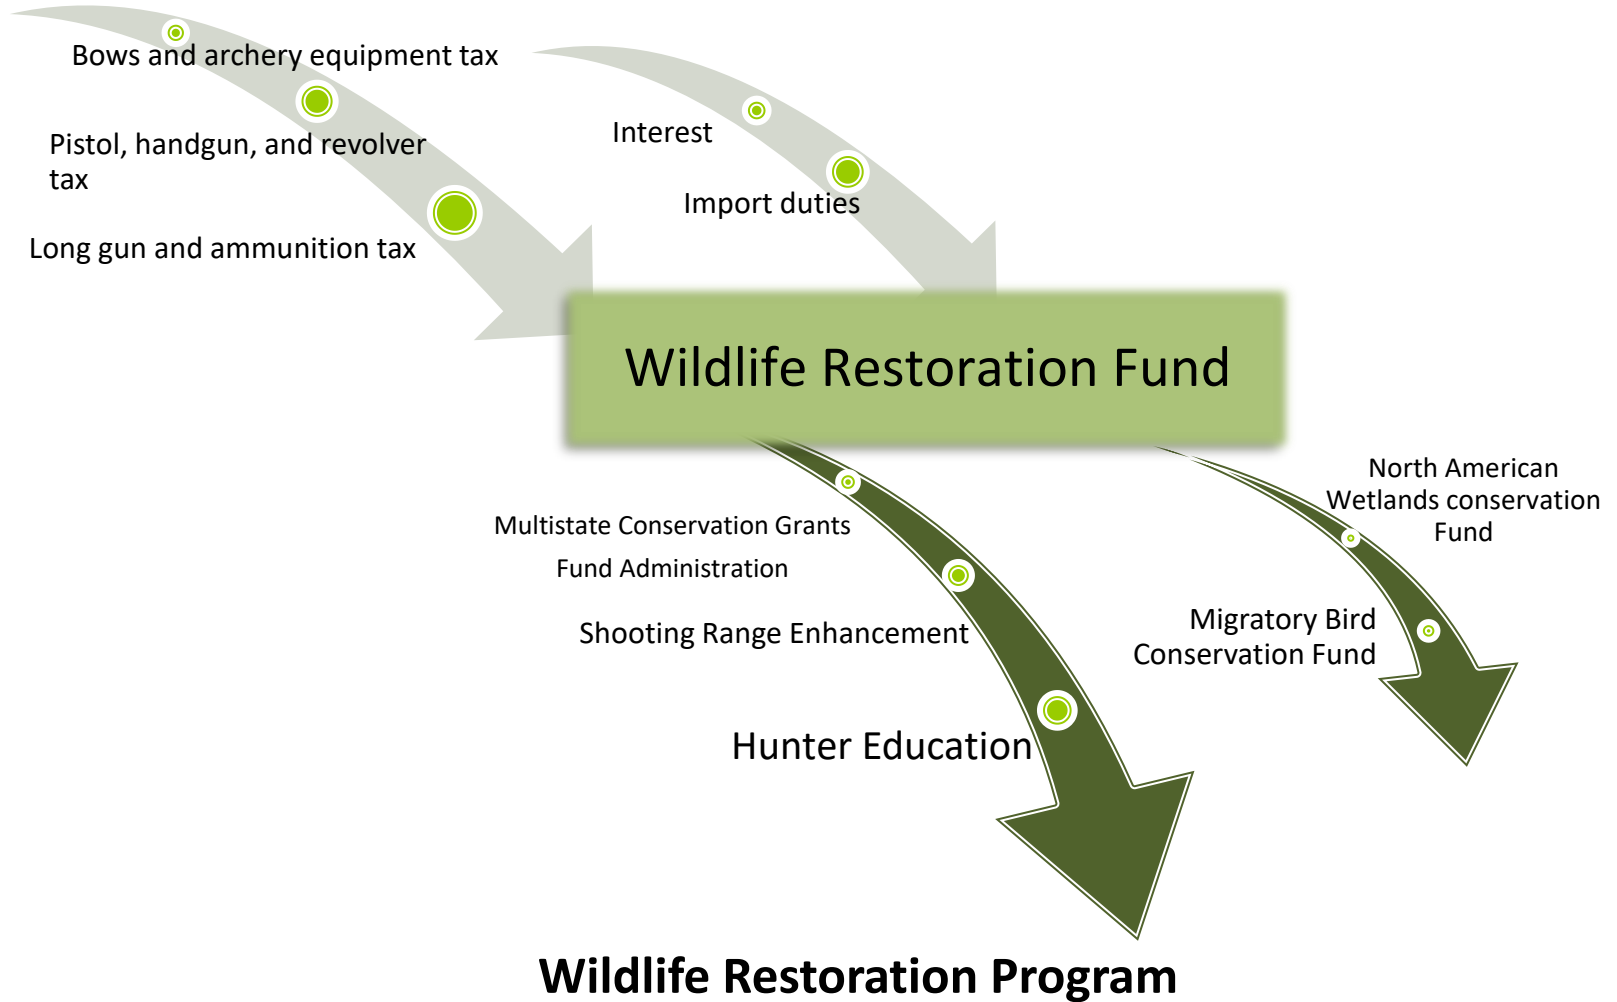 Bows and archery equipment tax
Pistol, handgun, and revolver
tax
Long gun and ammunition tax
Interest
Import duties
Wildlife Restoration Fund
Multistate Conservation Grants
Fund Administration
Shooting Range Enhancement
Hunter Education
North American
Wetlands conservation
Fund
Migratory Bird
Conservation Fund
Wildlife Restoration Program